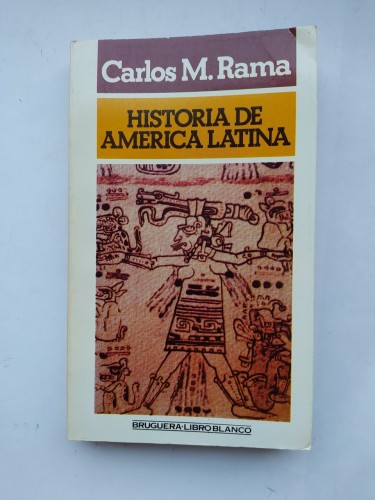 Carlos M. Rama
HISTORIA DE
AMERICA LATINA
BRUGUERA-LIBRO BLANCO